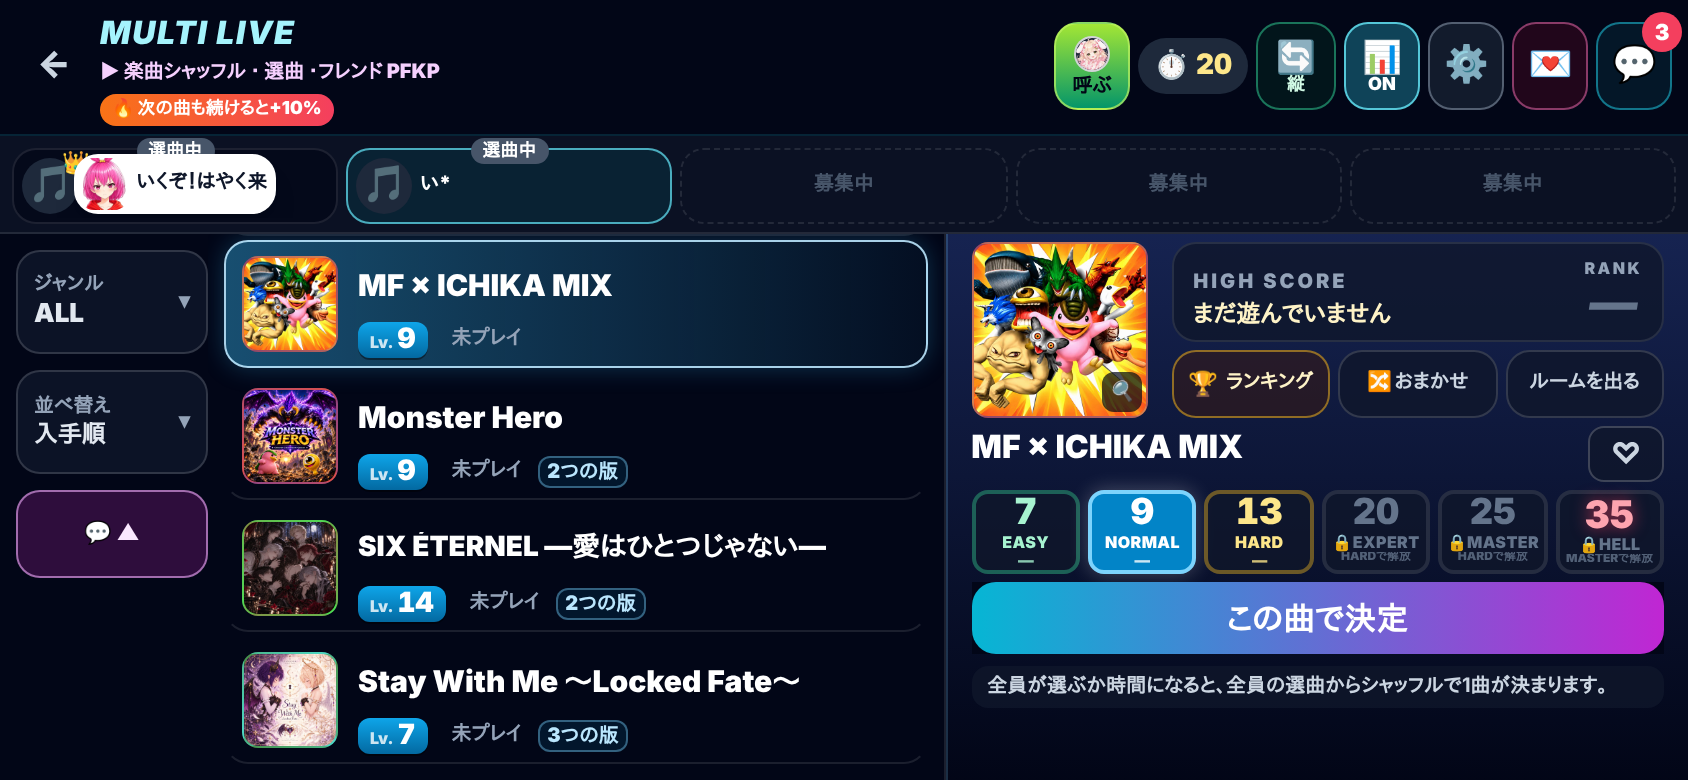 MULTI LIVE
▶ 楽曲シャッフル・選曲・フレンド PFKP
🔥 次の曲も続けると+10%
呼ぶ
⏱ 20
縦
ON
3
選曲中
いくぞ!はやく来
選曲中
い*
募集中
募集中
募集中
ジャンル
ALL
並べ替え
入手順
MF × ICHIKA MIX
Lv. 9 未プレイ
Monster Hero
Lv. 9 未プレイ 2つの版
SIX ÉTERNEL —愛はひとつじゃない—
Lv. 14 未プレイ 2つの版
Stay With Me 〜Locked Fate〜
Lv. 7 未プレイ 3つの版
MONSTER HERO
HIGH SCORE
まだ遊んでいません
RANK
—
ランキング
おまかせ
ルームを出る
MF × ICHIKA MIX
7 EASY —
9 NORMAL —
13 HARD —
20 EXPERT HARDで解放
25 MASTER HARDで解放
35 HELL MASTERで解放
この曲で決定
全員が選ぶか時間になると、全員の選曲からシャッフルで1曲が決まります。